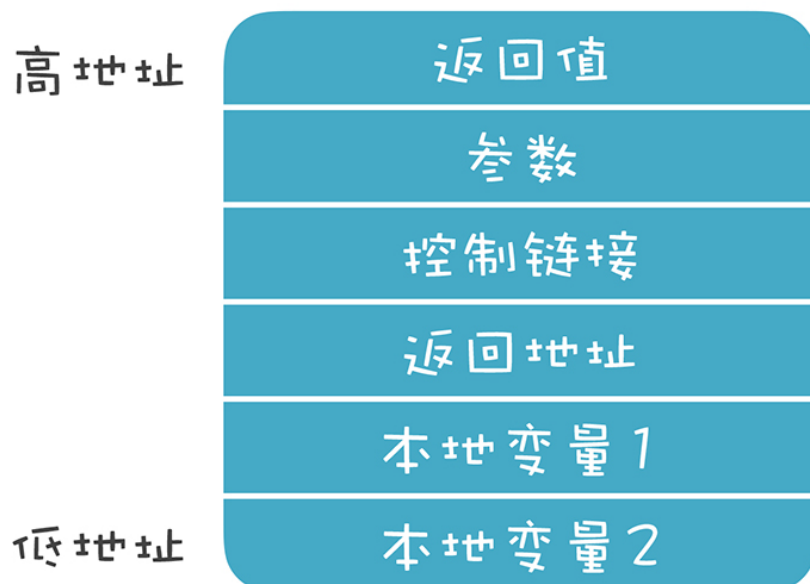 高地址
返回值
参数
控制链接
返回地址
本地变量1
低地址
本地变量2